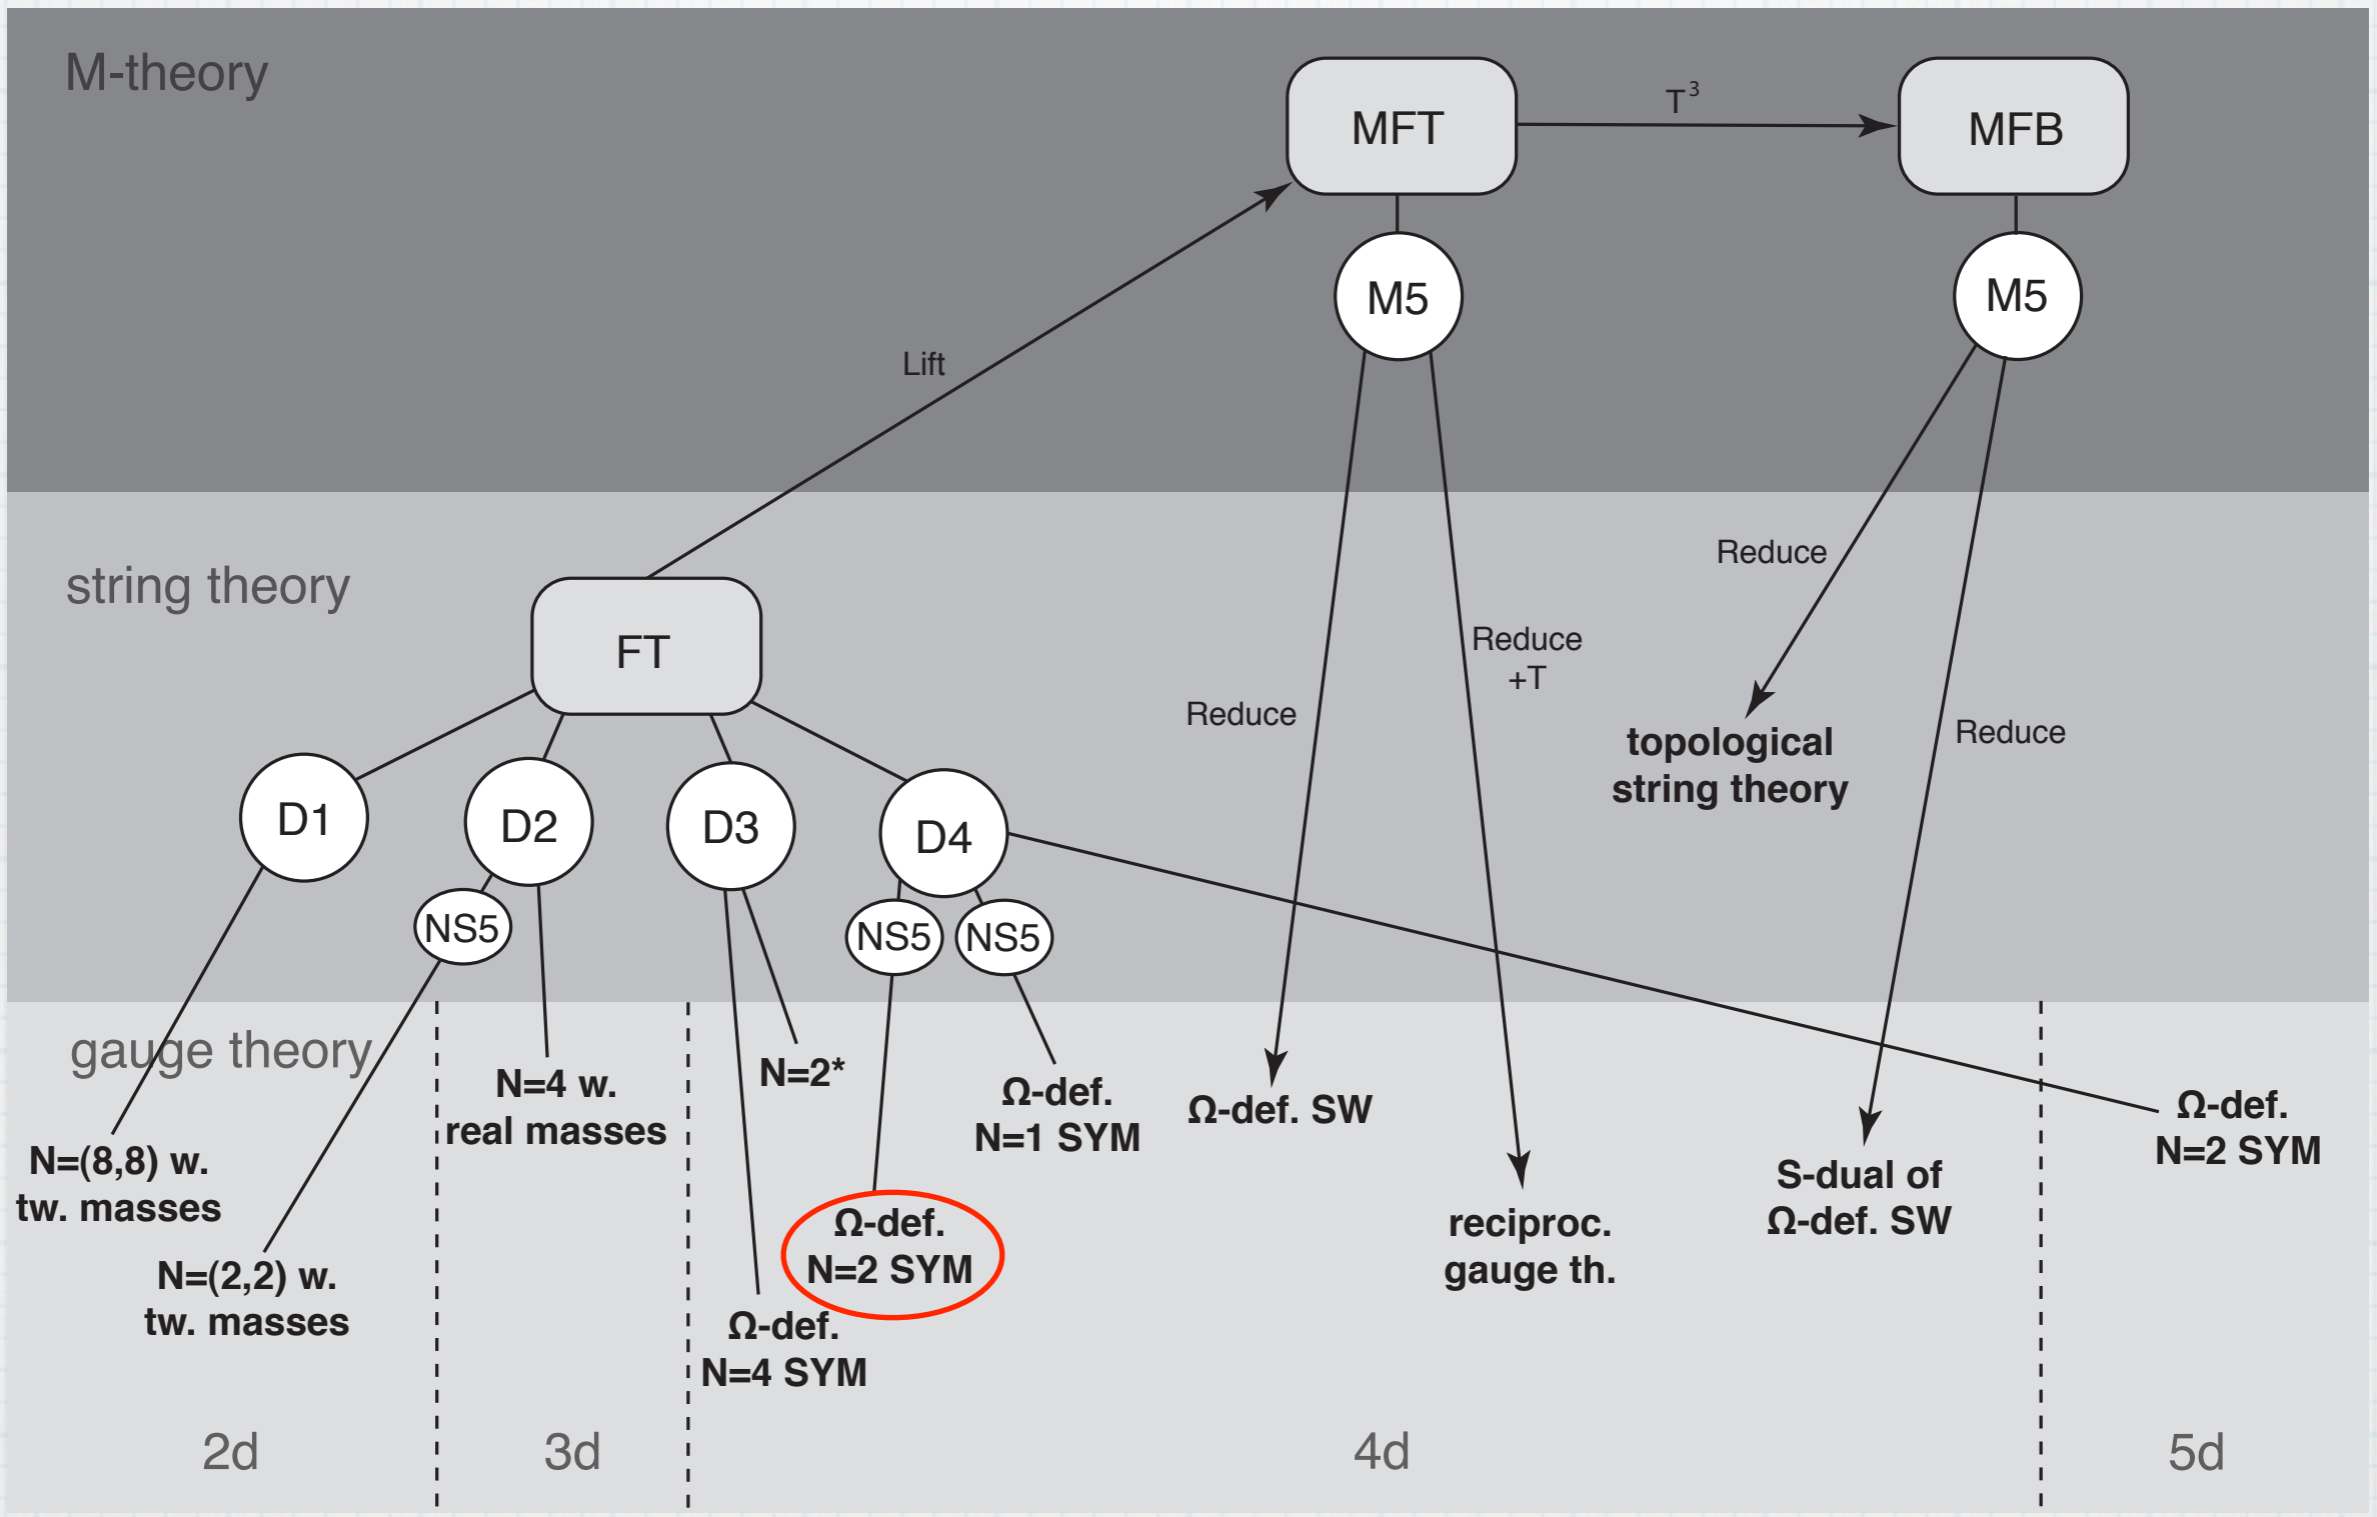 M-theory
MFT
T³
MFB
M5
M5
Lift
string theory
FT
Reduce
Reduce
+T
Reduce
Reduce
topological
string theory
D1
D2
D3
D4
NS5
NS5
NS5
gauge theory
N=(8,8) w.
tw. masses
N=(2,2) w.
tw. masses
N=4 w.
real masses
N=2*
Ω-def.
N=4 SYM
Ω-def.
N=2 SYM
Ω-def.
N=1 SYM
Ω-def. SW
reciproc.
gauge th.
S-dual of
Ω-def. SW
Ω-def.
N=2 SYM
2d
3d
4d
5d